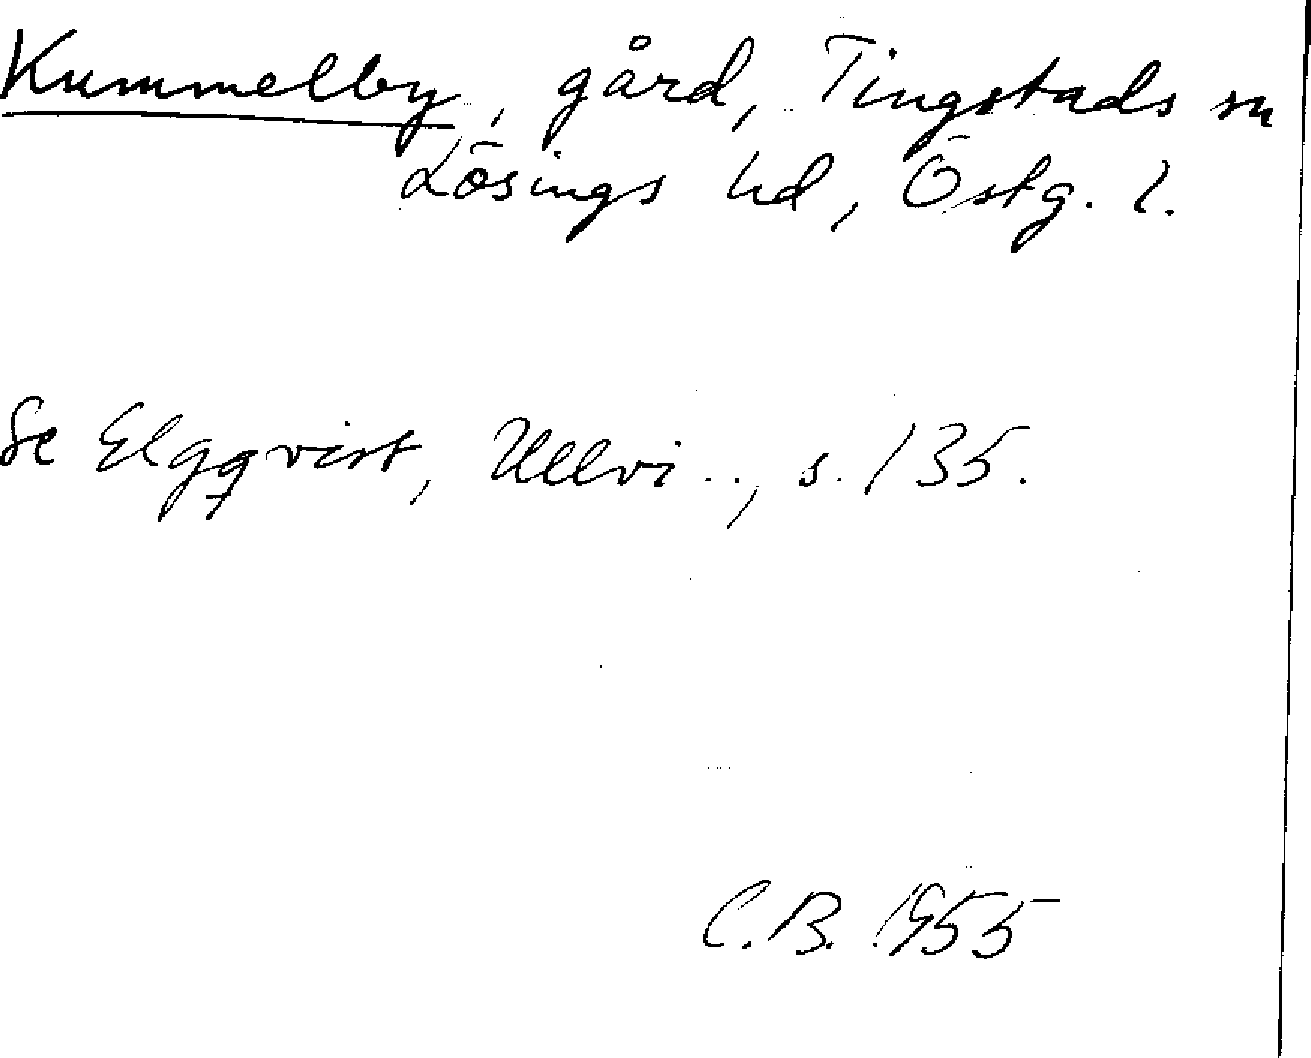 Kummelby, gård, Tingstads sn
Lösings hd, Östg. l.
Se Elgqvist, Ullvi.., s. 135.
C.B. 1955